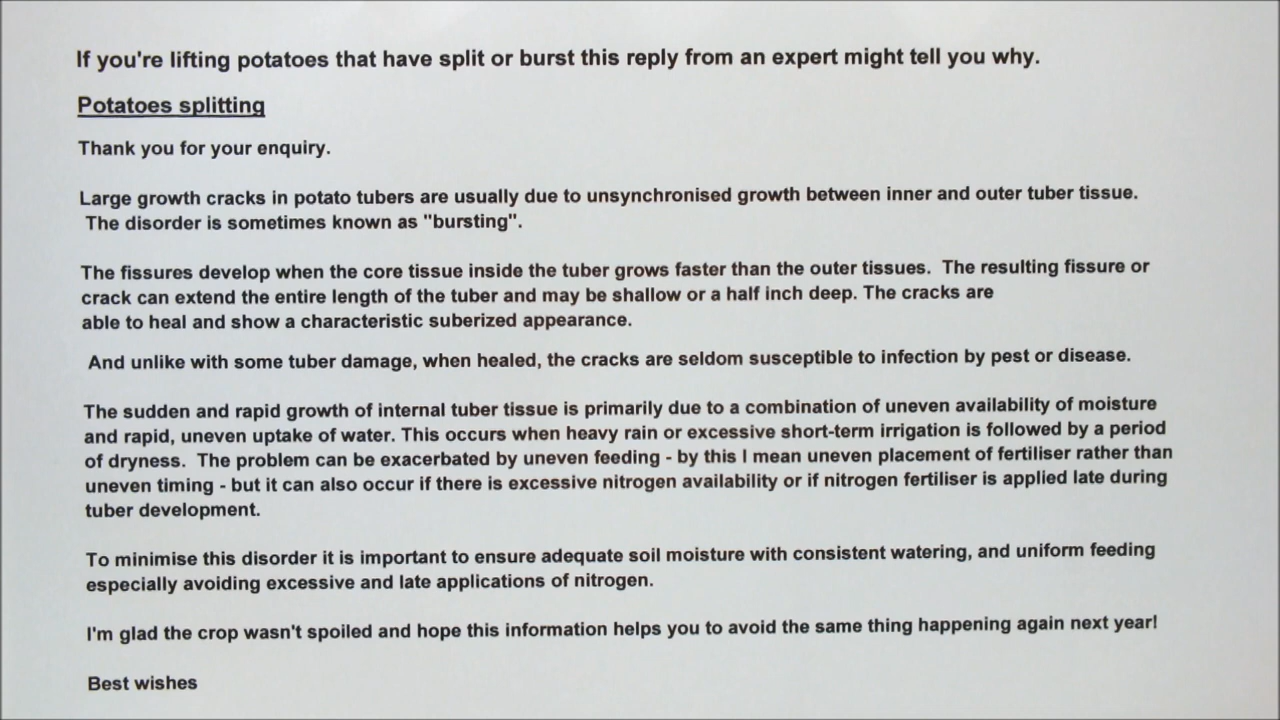 If you're lifting potatoes that have split or burst this reply from an expert might tell you why.
Potatoes splitting
Thank you for your enquiry.
Large growth cracks in potato tubers are usually due to unsynchronised growth between inner and outer tuber tissue.
The disorder is sometimes known as "bursting".
The fissures develop when the core tissue inside the tuber grows faster than the outer tissues. The resulting fissure or
crack can extend the entire length of the tuber and may be shallow or a half inch deep. The cracks are
able to heal and show a characteristic suberized appearance.
And unlike with some tuber damage, when healed, the cracks are seldom susceptible to infection by pest or disease.
The sudden and rapid growth of internal tuber tissue is primarily due to a combination of uneven availability of moisture
and rapid, uneven uptake of water. This occurs when heavy rain or excessive short-term irrigation is followed by a period
of dryness. The problem can be exacerbated by uneven feeding - by this I mean uneven placement of fertiliser rather than
uneven timing - but it can also occur if there is excessive nitrogen availability or if nitrogen fertiliser is applied late during
tuber development.
To minimise this disorder it is important to ensure adequate soil moisture with consistent watering, and uniform feeding
especially avoiding excessive and late applications of nitrogen.
I'm glad the crop wasn't spoiled and hope this information helps you to avoid the same thing happening again next year!
Best wishes